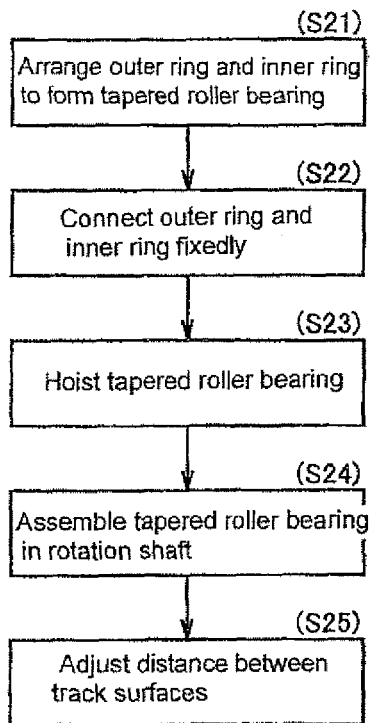 (S21)
Arrange outer ring and inner ring
to form tapered roller bearing
(S22)
Connect outer ring and
inner ring fixedly
(S23)
Hoist tapered roller bearing
(S24)
Assemble tapered roller bearing
in rotation shaft
(S25)
Adjust distance between
track surfaces